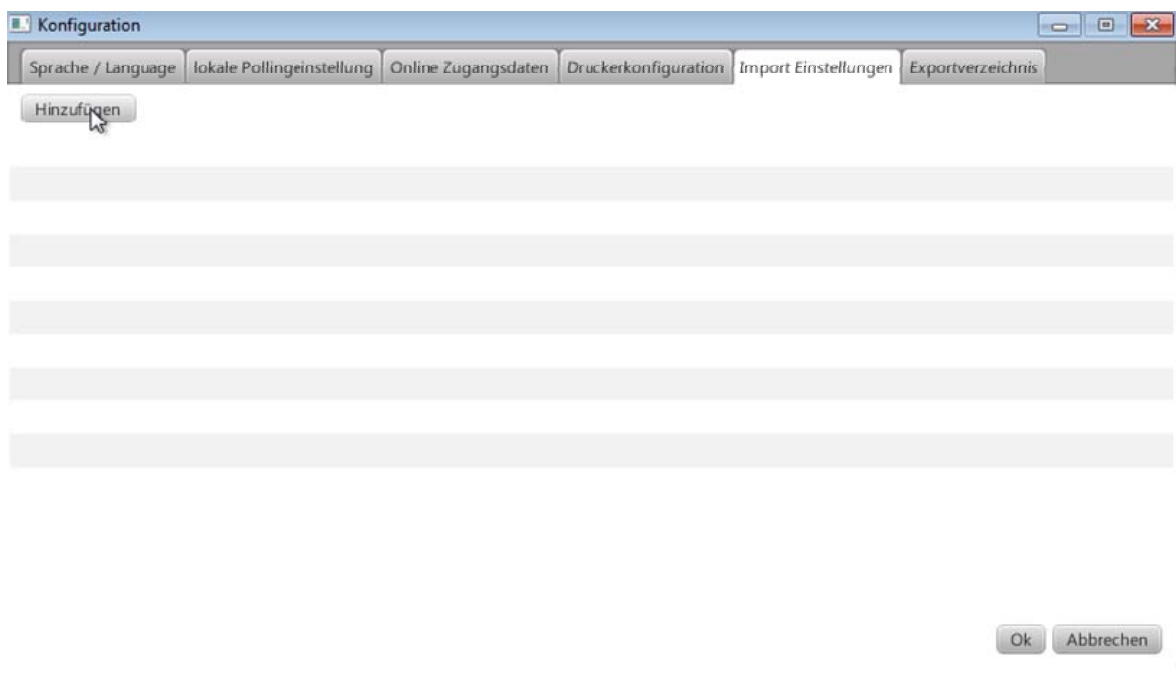 Konfiguration
Sprache / Language lokale Pollingeinstellung Online Zugangsdaten Druckerkonfiguration Import Einstellungen Exportverzeichnis
Hinzufügen
Ok Abbrechen